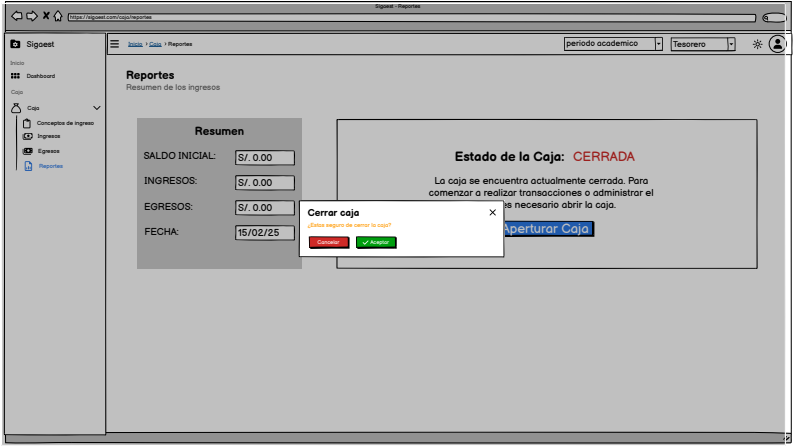 Sigaest - Reportes
https://sigaest.com/caja/reportes
Sigaest
Inicio > Caja > Reportes
periodo academico
Tesorero
Inicio
Dashboard
Caja
Caja
Conceptos de ingreso
Ingresos
Egresos
Reportes
Reportes
Resumen de los ingresos
Resumen
SALDO INICIAL:
S/. 0.00
INGRESOS:
S/. 0.00
EGRESOS:
S/. 0.00
FECHA:
15/02/25
Estado de la Caja: CERRADA
La caja se encuentra actualmente cerrada. Para
comenzar a realizar transacciones o administrar el
es necesario abrir la caja.
Aperturar Caja
Cerrar caja
¿Estas seguro de cerrar la caja?
Cancelar
Aceptar